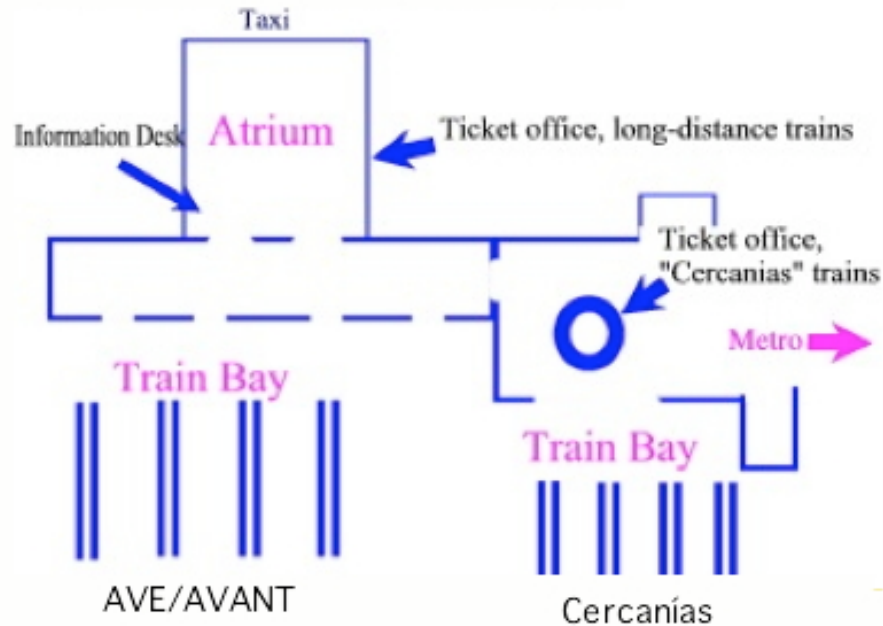 Taxi
Information Desk
Atrium
Ticket office, long-distance trains
Ticket office,
"Cercanias" trains
Metro
Train Bay
Train Bay
AVE/AVANT
Cercanías